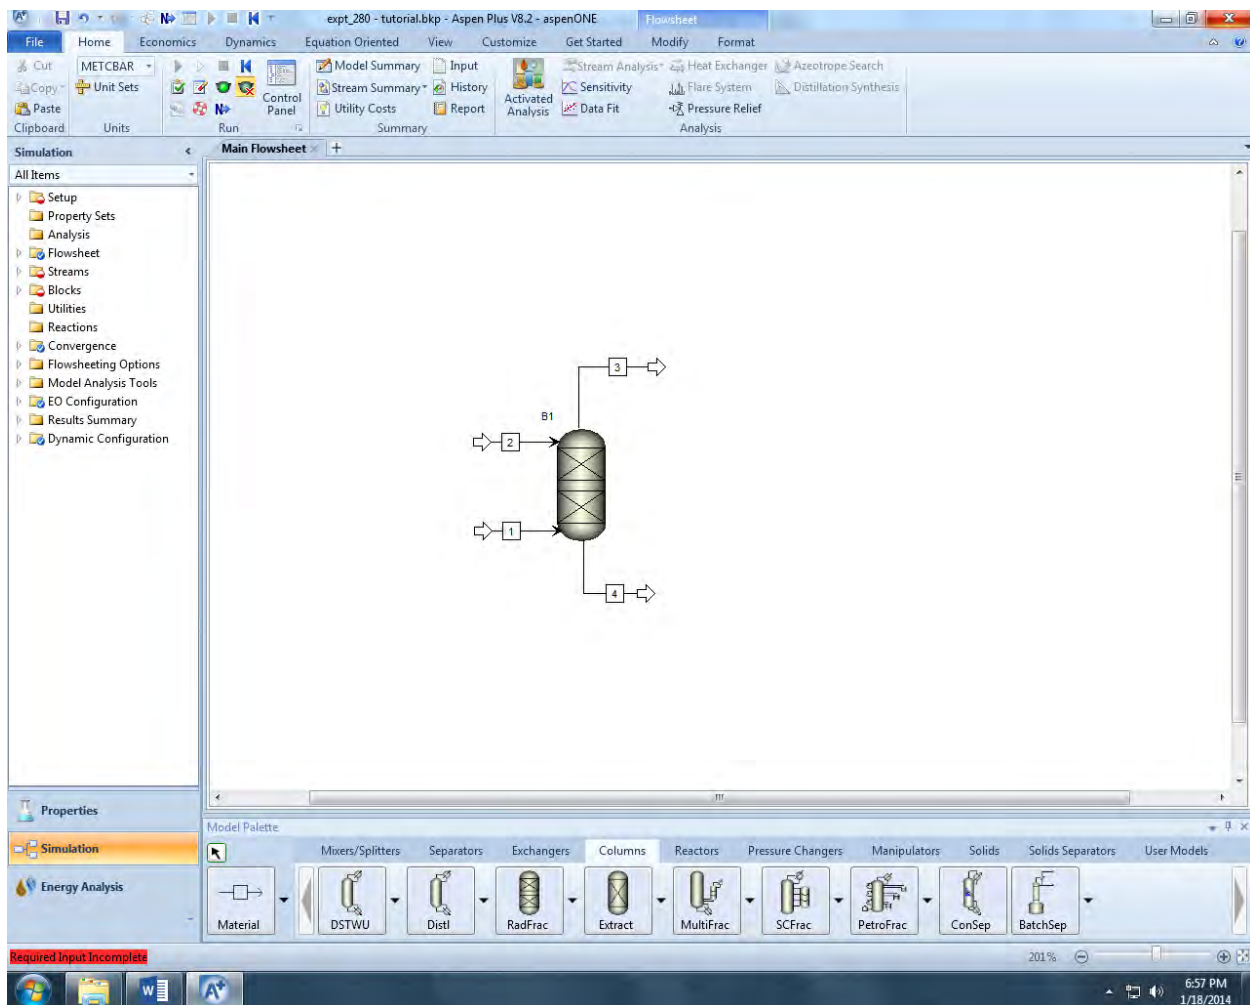 expt_280 - tutorial.bkp - Aspen Plus V8.2 - aspenONE
Flowsheet
File Home Economics Dynamics Equation Oriented View Customize Get Started Modify Format
Cut METCBAR Model Summary Input Stream Analysis Heat Exchanger Azeotrope Search
Copy Unit Sets Stream Summary History Sensitivity Flare System Distillation Synthesis
Paste Control Panel Utility Costs Report Activated Analysis Data Fit Pressure Relief
Clipboard Units Run Summary Analysis
Simulation
Main Flowsheet
All Items
Setup
Property Sets
Analysis
Flowsheet
Streams
Blocks
Utilities
Reactions
Convergence
Flowsheeting Options
Model Analysis Tools
EO Configuration
Results Summary
Dynamic Configuration
3
B1
2
1
4
Properties
Simulation
Energy Analysis
Model Palette
Mixers/Splitters Separators Exchangers Columns Reactors Pressure Changers Manipulators Solids Solids Separators User Models
Material DSTWU Distl RadFrac Extract MultiFrac SCFrac PetroFrac ConSep BatchSep
Required Input Incomplete
201%
6:57 PM
1/18/2014